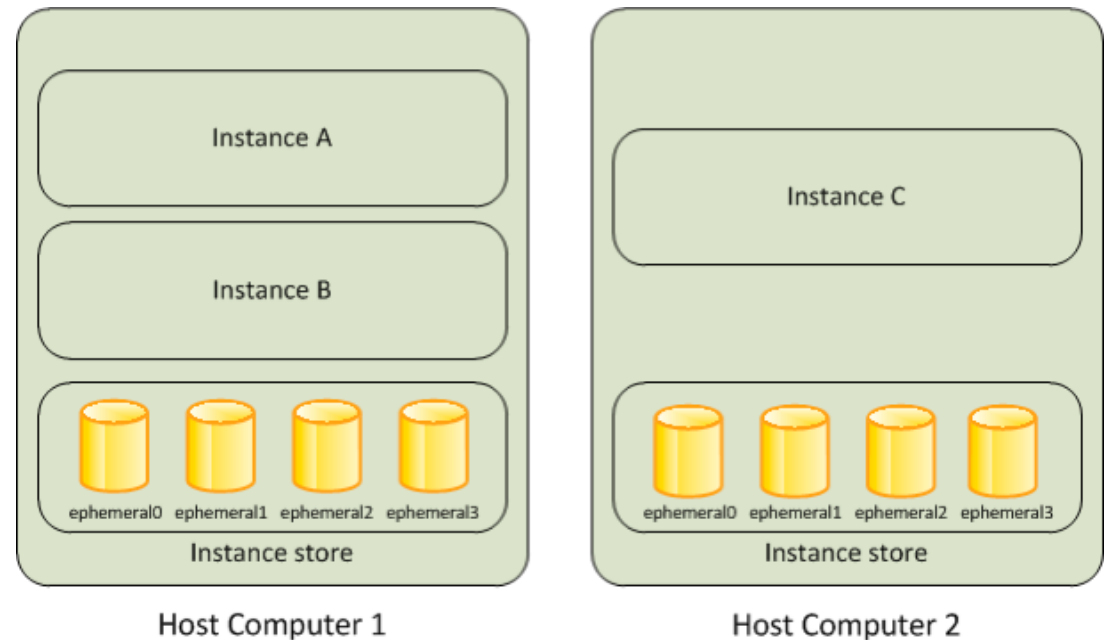 Instance A
Instance B
ephemeral0 ephemeral1 ephemeral2 ephemeral3
Instance store
Host Computer 1
Instance C
ephemeral0 ephemeral1 ephemeral2 ephemeral3
Instance store
Host Computer 2